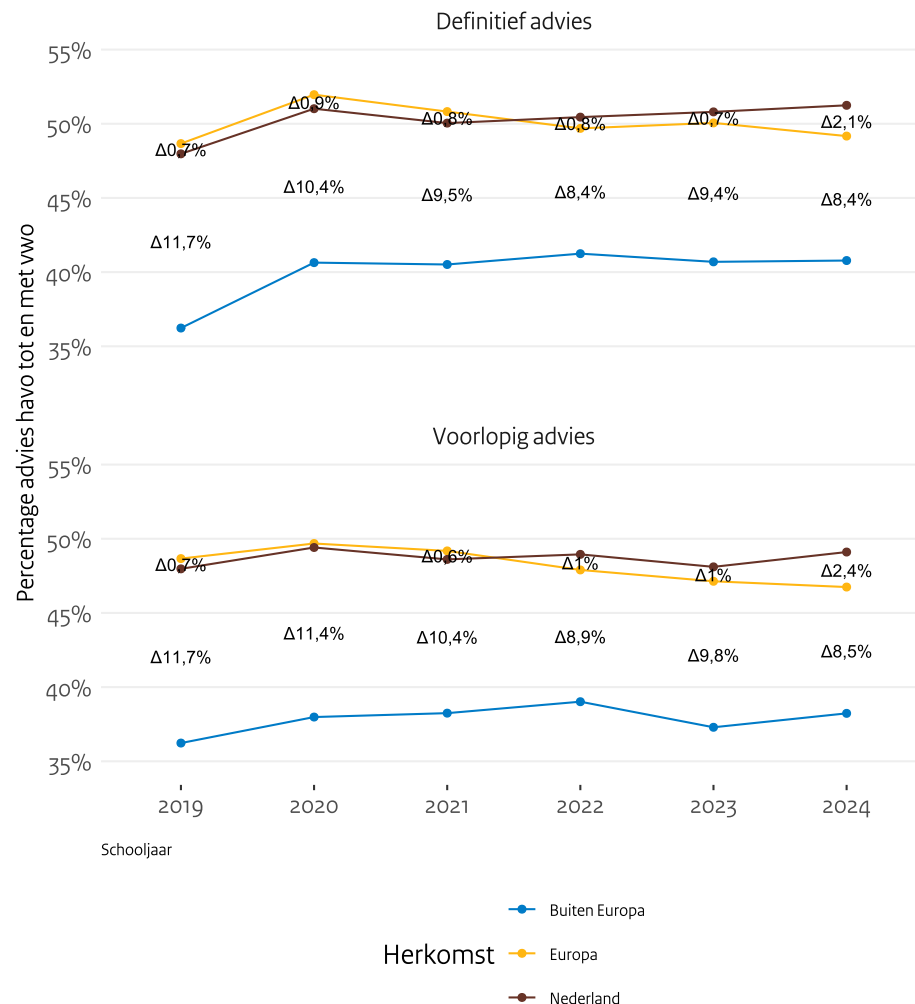 Definitief advies
55%
50%
45%
40%
35%
Δ0,7%
Δ0,9%
Δ0,8%
Δ0,8%
Δ0,7%
Δ2,1%
Δ11,7%
Δ10,4%
Δ9,5%
Δ8,4%
Δ9,4%
Δ8,4%
Percentage advies havo tot en met vwo
Voorlopig advies
55%
50%
45%
40%
35%
Δ0,7%
Δ0,6%
Δ1%
Δ1%
Δ2,4%
Δ11,7%
Δ11,4%
Δ10,4%
Δ8,9%
Δ9,8%
Δ8,5%
2019 2020 2021 2022 2023 2024
Schooljaar
Herkomst
Buiten Europa
Europa
Nederland